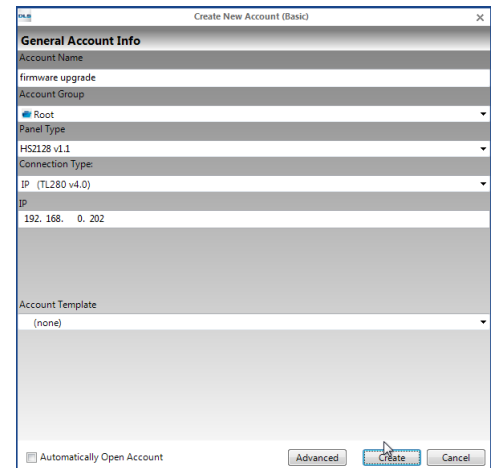 DLS
Create New Account (Basic)
General Account Info
Account Name
firmware upgrade
Account Group
Root
Panel Type
HS2128 v1.1
Connection Type:
IP (TL280 v4.0)
IP
192. 168. 0. 202
Account Template
(none)
Automatically Open Account
Advanced Create Cancel